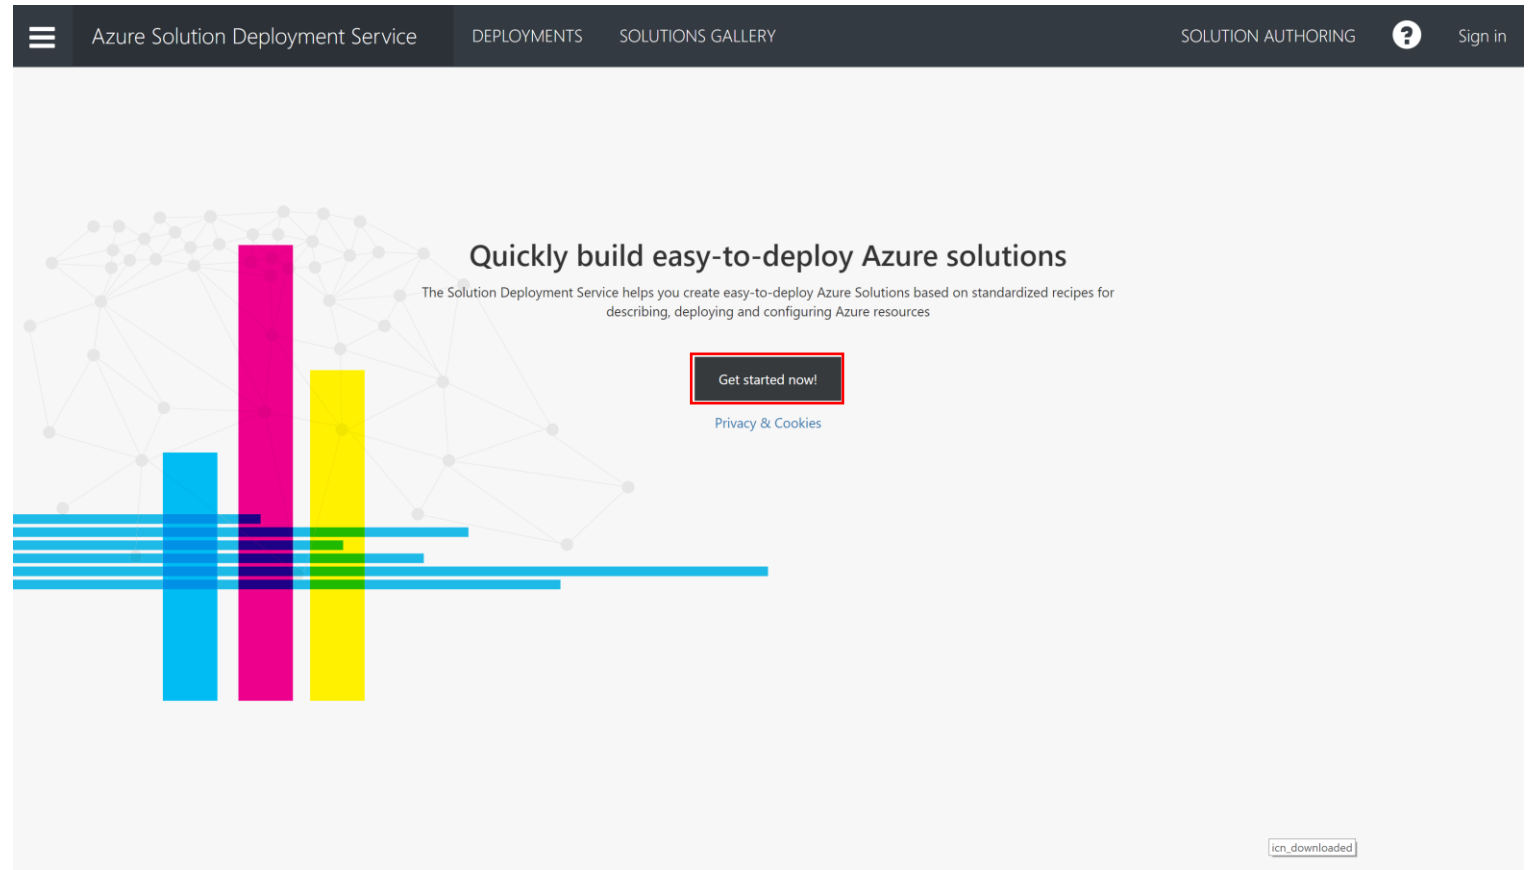 Azure Solution Deployment Service DEPLOYMENTS SOLUTIONS GALLERY SOLUTION AUTHORING ? Sign in
Quickly build easy-to-deploy Azure solutions
The Solution Deployment Service helps you create easy-to-deploy Azure Solutions based on standardized recipes for
describing, deploying and configuring Azure resources
Get started now!
Privacy & Cookies
icn_downloaded